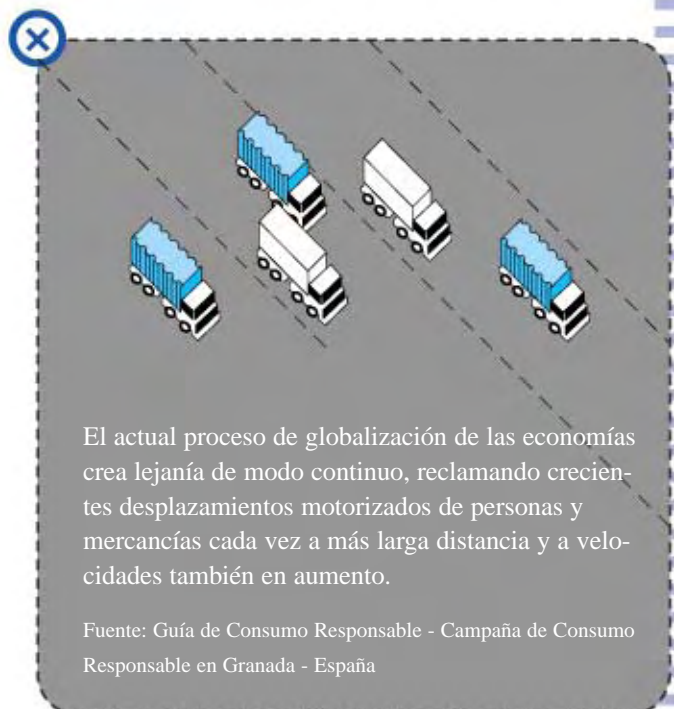 El actual proceso de globalización de las economías
crea lejanía de modo continuo, reclamando crecien-
tes desplazamientos motorizados de personas y
mercancías cada vez a más larga distancia y a velo-
cidades también en aumento.
Fuente: Guía de Consumo Responsable - Campaña de Consumo
Responsable en Granada - España